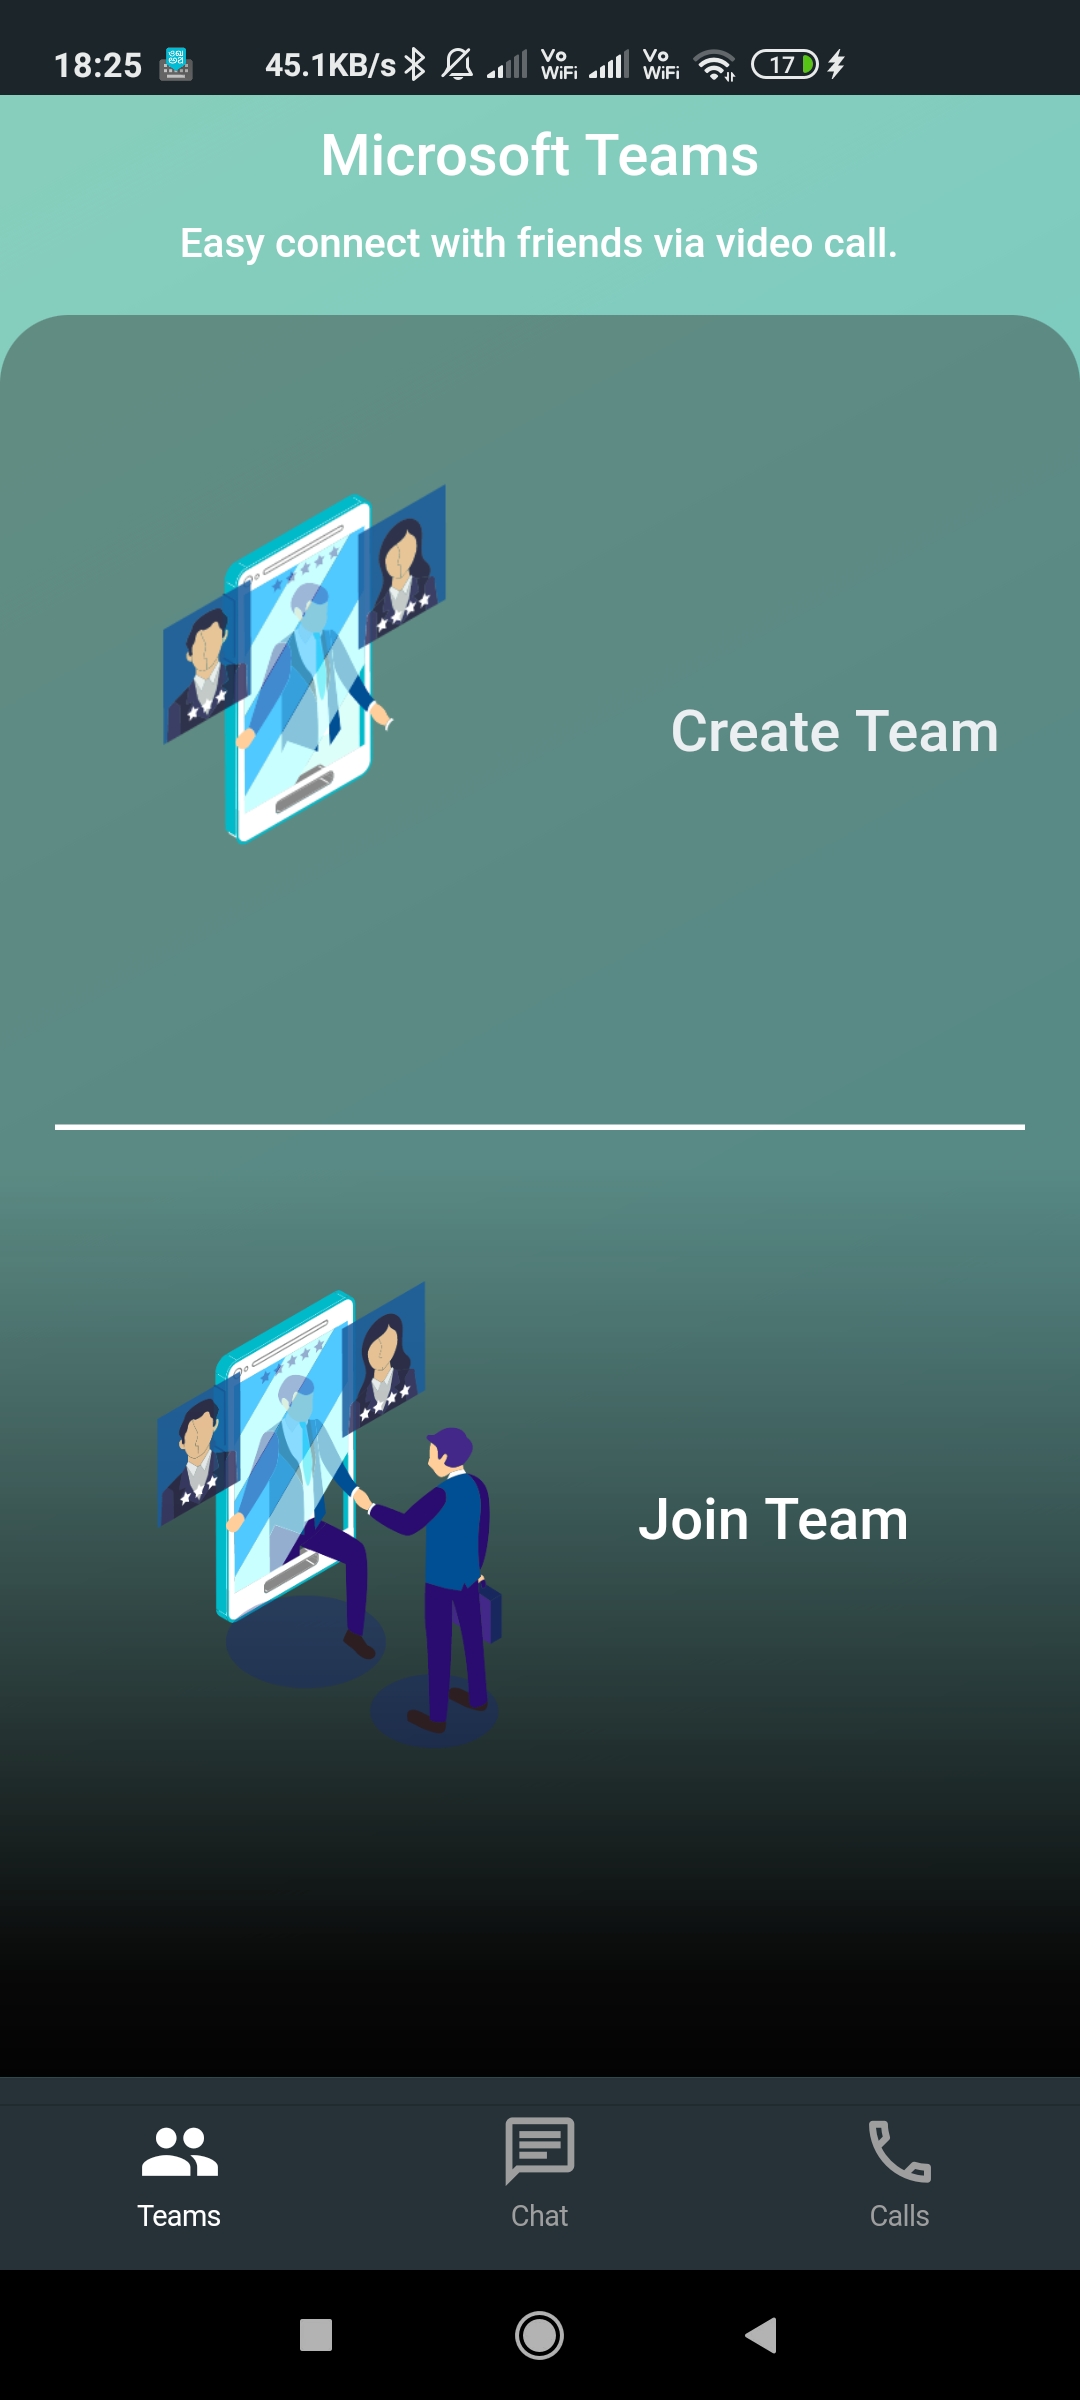 18:25 45.1KB/s Vo WiFi Vo WiFi 17
Microsoft Teams
Easy connect with friends via video call.
Create Team
Join Team
Teams Chat Calls